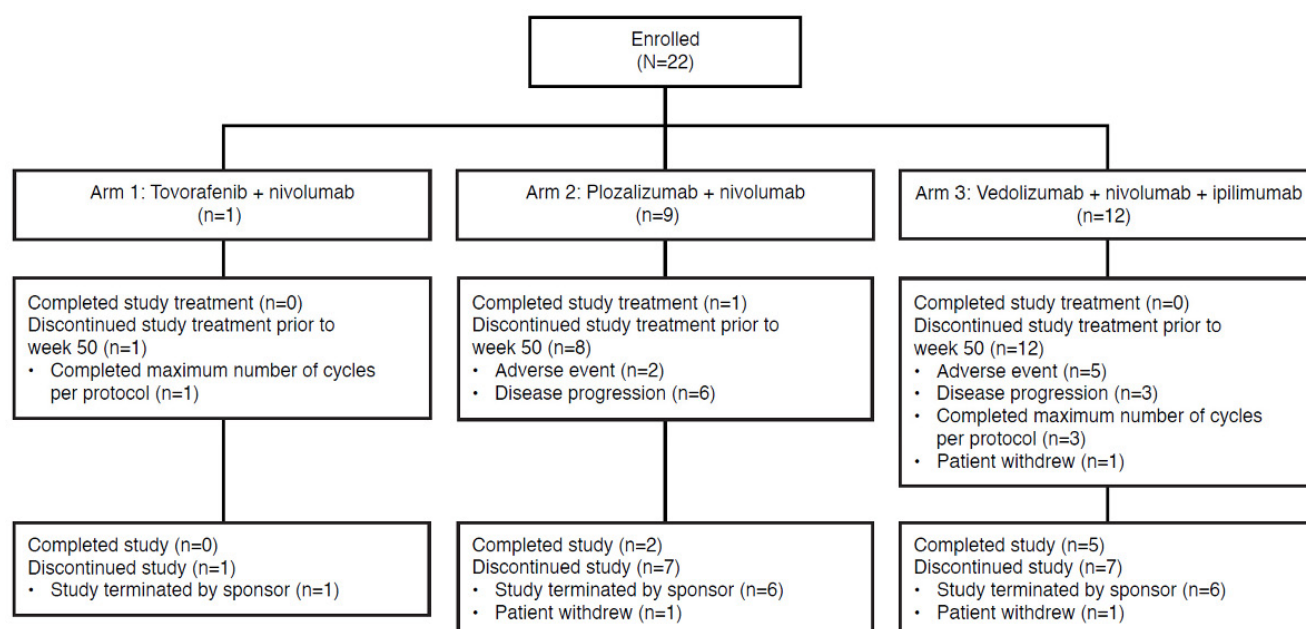 Enrolled
(N=22)
Arm 1: Tovorafenib + nivolumab
(n=1)
Arm 2: Plozalizumab + nivolumab
(n=9)
Arm 3: Vedolizumab + nivolumab + ipilimumab
(n=12)
Completed study treatment (n=0)
Discontinued study treatment prior to
week 50 (n=1)
• Completed maximum number of cycles
per protocol (n=1)
Completed study treatment (n=1)
Discontinued study treatment prior to
week 50 (n=8)
• Adverse event (n=2)
• Disease progression (n=6)
Completed study treatment (n=0)
Discontinued study treatment prior to
week 50 (n=12)
• Adverse event (n=5)
• Disease progression (n=3)
• Completed maximum number of cycles
per protocol (n=3)
• Patient withdrew (n=1)
Completed study (n=0)
Discontinued study (n=1)
• Study terminated by sponsor (n=1)
Completed study (n=2)
Discontinued study (n=7)
• Study terminated by sponsor (n=6)
• Patient withdrew (n=1)
Completed study (n=5)
Discontinued study (n=7)
• Study terminated by sponsor (n=6)
• Patient withdrew (n=1)